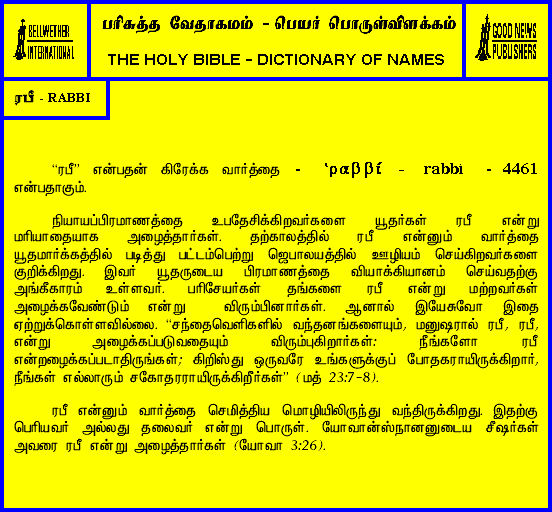 BELLWETHER
INTERNATIONAL
பரிசுத்த வேதாகமம் - பெயர் பொருள்விளக்கம்
THE HOLY BIBLE - DICTIONARY OF NAMES
GOOD NEWS
PUBLISHERS
ரபீ - RABBI
“ரபீ” என்பதன் கிரேக்க வார்த்தை - ‘ραββί - rabbi - 4461
என்பதாகும்.
நியாயப்பிரமாணத்தை உபதேசிக்கிறவர்களை யூதர்கள் ரபீ என்று
மரியாதையாக அழைத்தார்கள். தற்காலத்தில் ரபீ என்னும் வார்த்தை
யூதமார்க்கத்தில் படித்து பட்டம்பெற்று ஜெபாலயத்தில் ஊழியம் செய்கிறவர்களை
குறிக்கிறது. இவர் யூதருடைய பிரமாணத்தை வியாக்கியானம் செய்வதற்கு
அங்கீகாரம் உள்ளவர். பரிசேயர்கள் தங்களை ரபீ என்று மற்றவர்கள்
அழைக்கவேண்டும் என்று விரும்பினார்கள். ஆனால் இயேசுவோ இதை
ஏற்றுக்கொள்ளவில்லை. “சந்தைவெளிகளில் வந்தனங்களையும், மனுஷரால் ரபீ, ரபீ,
என்று அழைக்கப்படுவதையும் விரும்புகிறார்கள்: நீங்களோ ரபீ
என்றழைக்கப்படாதிருங்கள்; கிறிஸ்து ஒருவரே உங்களுக்குப் போதகராயிருக்கிறார்,
நீங்கள் எல்லாரும் சகோதரராயிருக்கிறீர்கள்” (மத் 23:7-8).
ரபீ என்னும் வார்த்தை செமித்திய மொழியிலிருந்து வந்திருக்கிறது. இதற்கு
பெரியவர் அல்லது தலைவர் என்று பொருள். யோவான்ஸ்நானனுடைய சீஷர்கள்
அவரை ரபீ என்று அழைத்தார்கள் (யோவா 3:26).